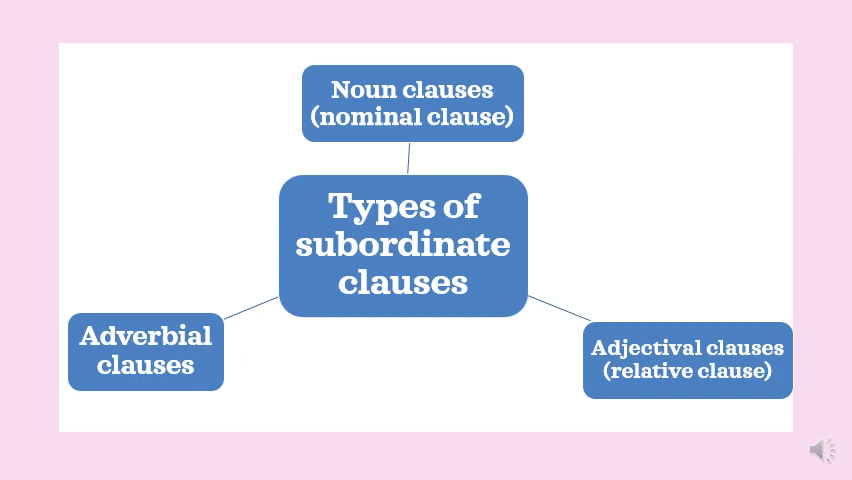 Noun clauses
(nominal clause)
Types of
subordinate
clauses
Adverbial
clauses
Adjectival clauses
(relative clause)